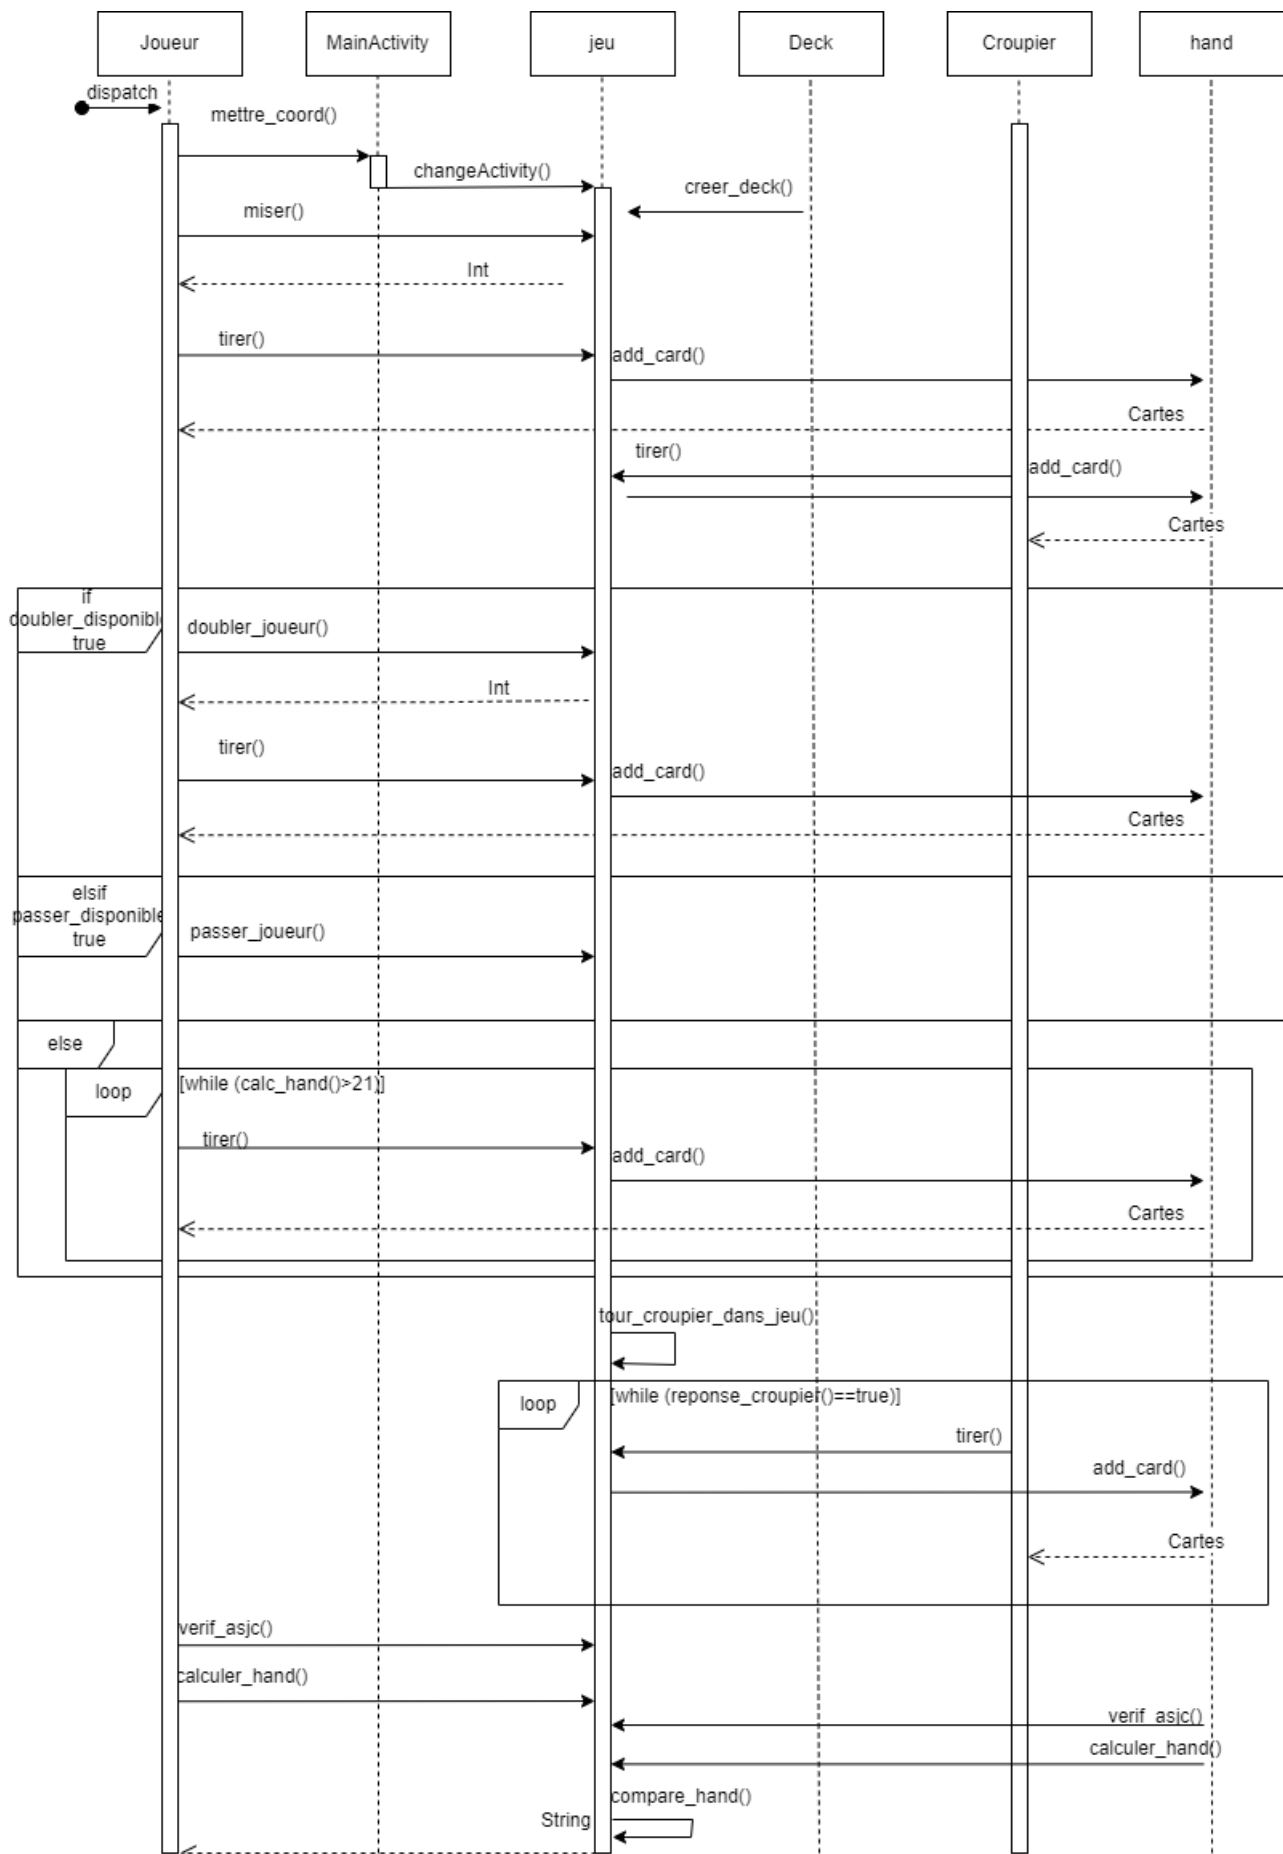 Joueur
MainActivity
jeu
Deck
Croupier
hand
dispatch
mettre_coord()
changeActivity()
creer_deck()
miser()
Int
tirer()
add_card()
Cartes
tirer()
add_card()
Cartes
if
doubler_disponible
true
doubler_joueur()
Int
tirer()
add_card()
Cartes
elsif
passer_disponible
true
passer_joueur()
else
loop
[while (calc_hand()>21)]
tirer()
add_card()
Cartes
tour_croupier_dans_jeu()
loop
[while (reponse_croupier()==true)]
tirer()
add_card()
Cartes
verif_asjc()
calculer_hand()
verif_asjc()
calculer_hand()
compare_hand()
String